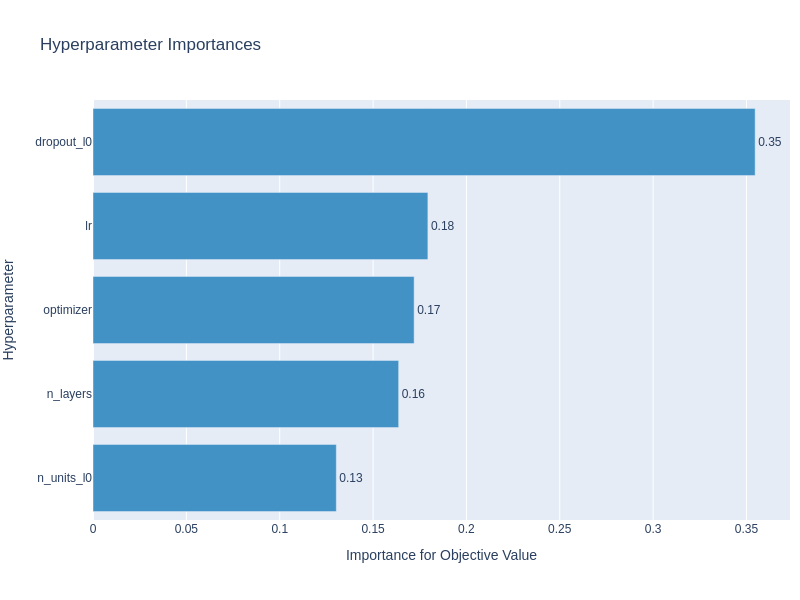 Hyperparameter Importances
Hyperparameter
dropout_l0
0.35
lr
0.18
optimizer
0.17
n_layers
0.16
n_units_l0
0.13
0 0.05 0.1 0.15 0.2 0.25 0.3 0.35
Importance for Objective Value